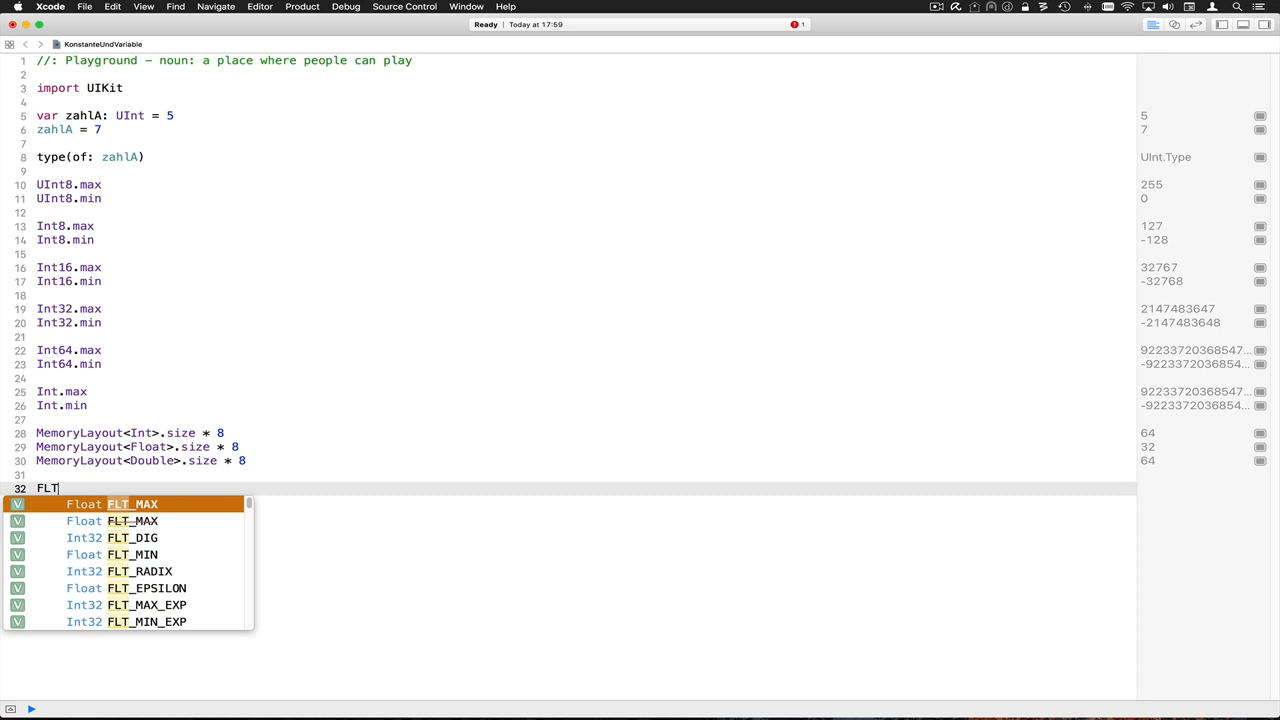 Xcode File Edit View Find Navigate Editor Product Debug Source Control Window Help
Ready Today at 17:59 1
KonstanteUndVariable
1 //: Playground - noun: a place where people can play
2
3 import UIKit
4
5 var zahlA: UInt = 5 5
6 zahlA = 7 7
7
8 type(of: zahlA) UInt.Type
9
10 UInt8.max 255
11 UInt8.min 0
12
13 Int8.max 127
14 Int8.min -128
15
16 Int16.max 32767
17 Int16.min -32768
18
19 Int32.max 2147483647
20 Int32.min -2147483648
21
22 Int64.max 92233720368547...
23 Int64.min -9223372036854...
24
25 Int.max 92233720368547...
26 Int.min -9223372036854...
27
28 MemoryLayout<Int>.size * 8 64
29 MemoryLayout<Float>.size * 8 32
30 MemoryLayout<Double>.size * 8 64
31
32 FLT
V Float FLT_MAX
V Float FLT_MAX
V Int32 FLT_DIG
V Float FLT_MIN
V Int32 FLT_RADIX
V Float FLT_EPSILON
V Int32 FLT_MAX_EXP
V Int32 FLT_MIN_EXP